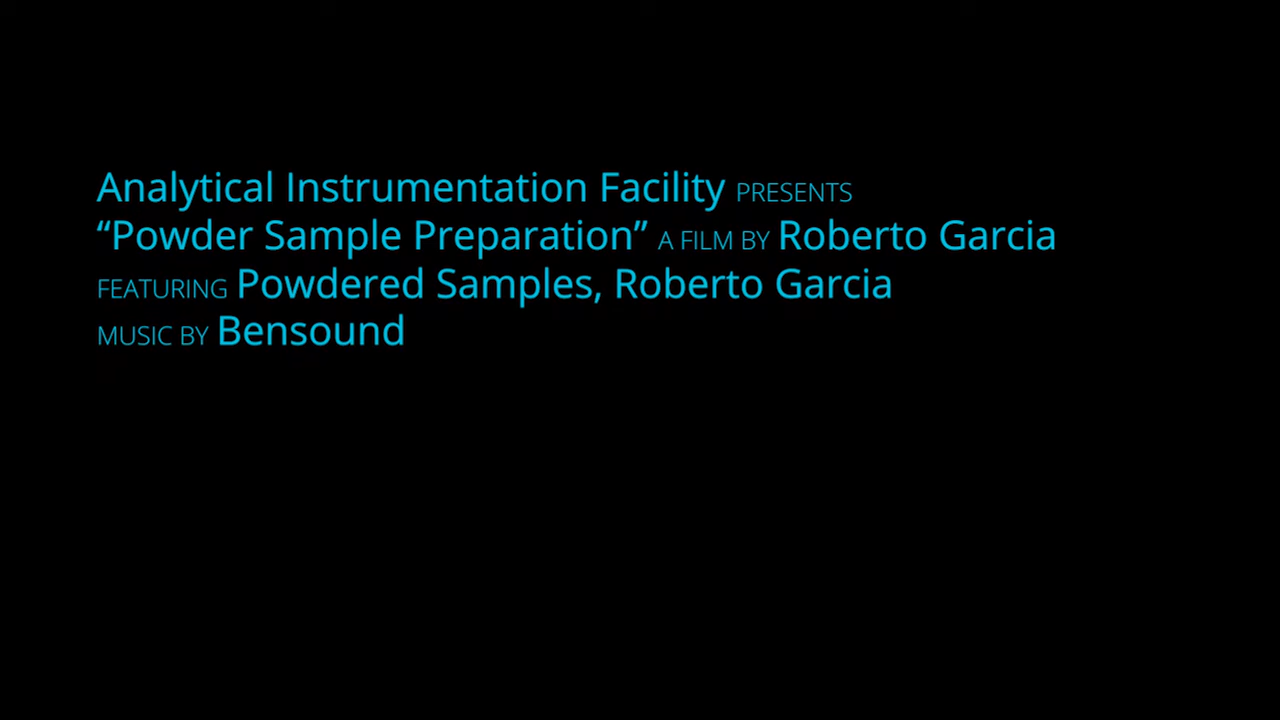 Analytical Instrumentation Facility PRESENTS
“Powder Sample Preparation” A FILM BY Roberto Garcia
FEATURING Powdered Samples, Roberto Garcia
MUSIC BY Bensound